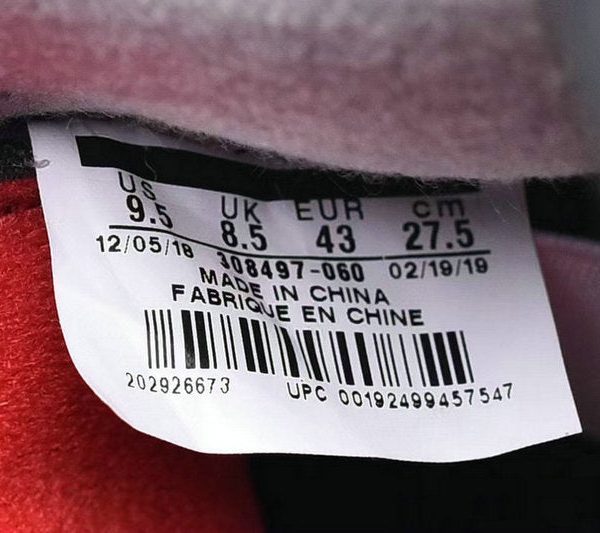 US UK EUR cm
9.5 8.5 43 27.5
12/05/18 308497-060 02/19/19
MADE IN CHINA
FABRIQUE EN CHINE
202926673 UPC 00192499457547